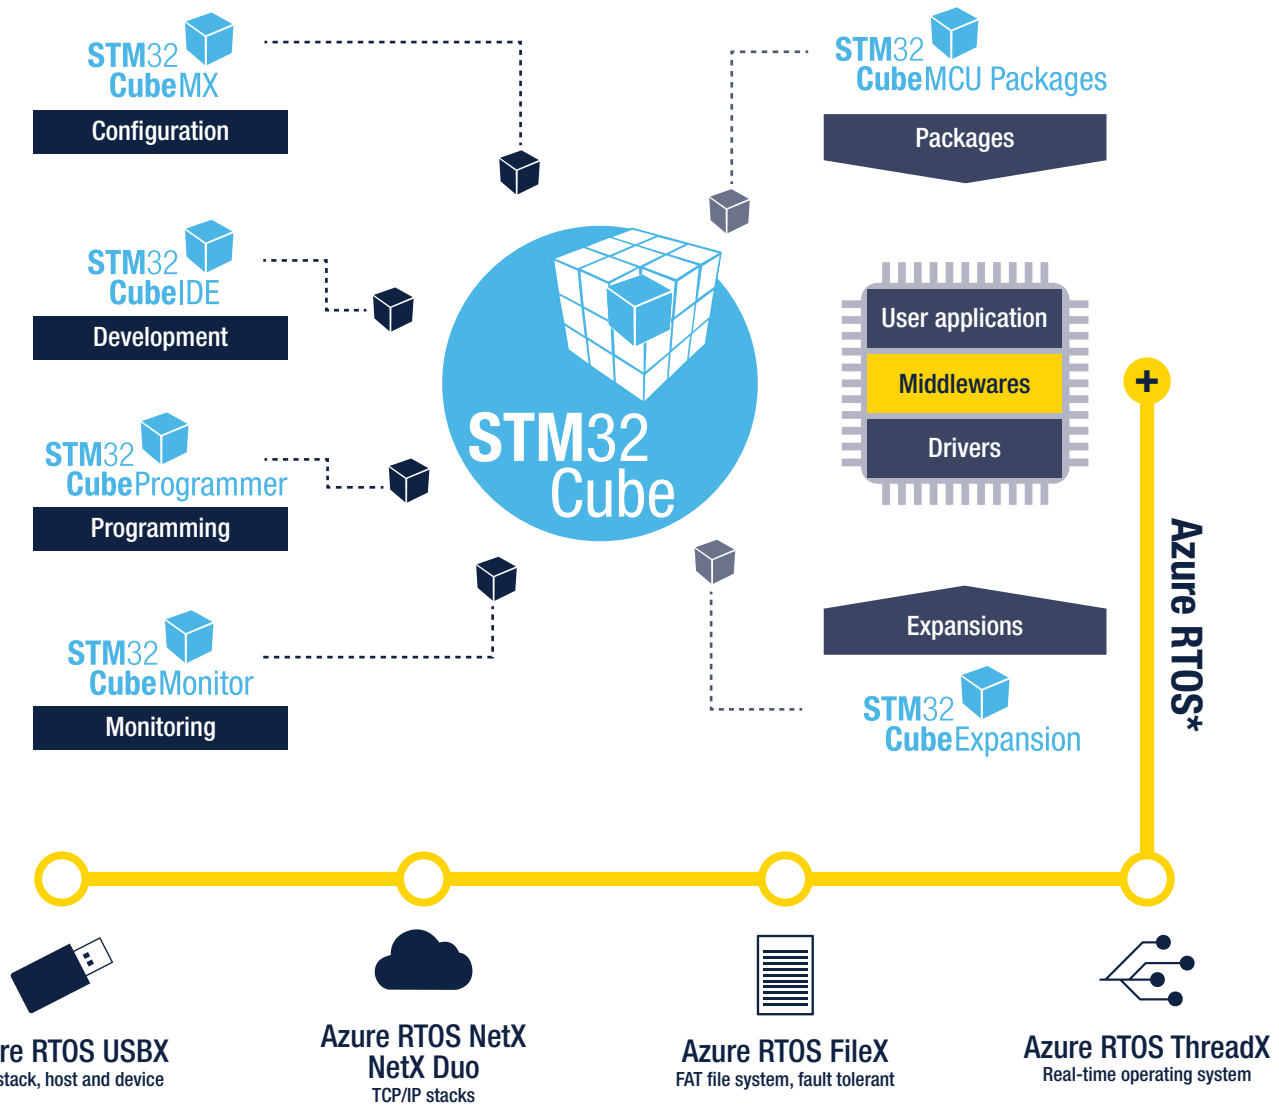 STM32
CubeMX
Configuration
STM32
CubeIDE
Development
STM32
CubeProgrammer
Programming
STM32
CubeMonitor
Monitoring
STM32
Cube
STM32
CubeMCU Packages
Packages
User application
Middlewares
Drivers
+
Expansions
STM32
CubeExpansion
Azure RTOS*
re RTOS USBX
stack, host and device
Azure RTOS NetX
NetX Duo
TCP/IP stacks
Azure RTOS FileX
FAT file system, fault tolerant
Azure RTOS ThreadX
Real-time operating system